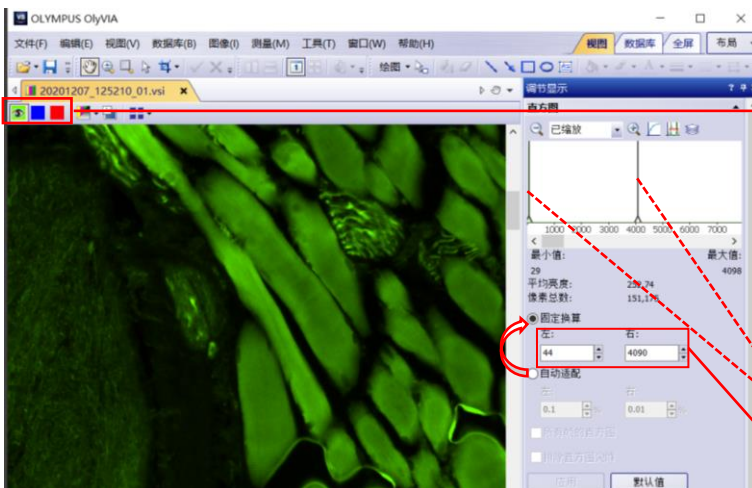 OLYMPUS OlyVIA
文件(F) 编辑(E) 视图(V) 数据库(B) 图像(I) 测量(M) 工具(T) 窗口(W) 帮助(H) 视图 数据库 全屏 布局
绘图
20201207_125210_01.vsi
调节显示
直方图
已缩放
1000 2000 3000 4000 5000 6000 7000
最小值: 最大值:
29 4098
平均亮度:
像素总数:
固定换算
左: 右:
44 4090
自动适配
左: 右:
0.1 % 0.01 %
应用 默认值